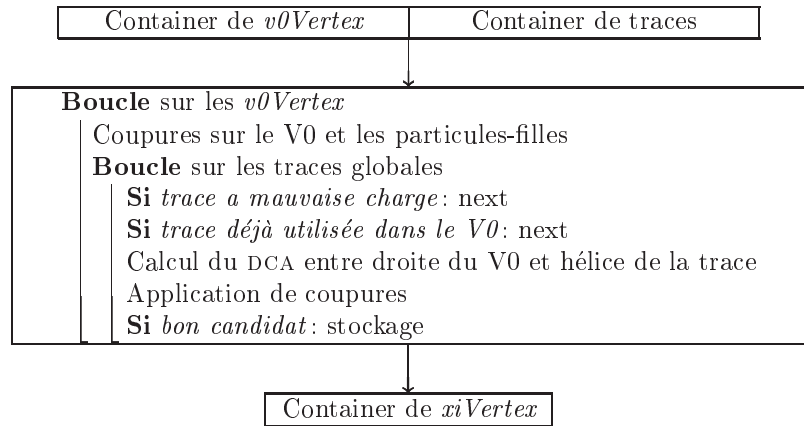 Container de v0Vertex Container de traces
Boucle sur les v0Vertex
Coupures sur le V0 et les particules-filles
Boucle sur les traces globales
Si trace a mauvaise charge : next
Si trace déjà utilisée dans le V0 : next
Calcul du DCA entre droite du V0 et hélice de la trace
Application de coupures
Si bon candidat : stockage
Container de xiVertex